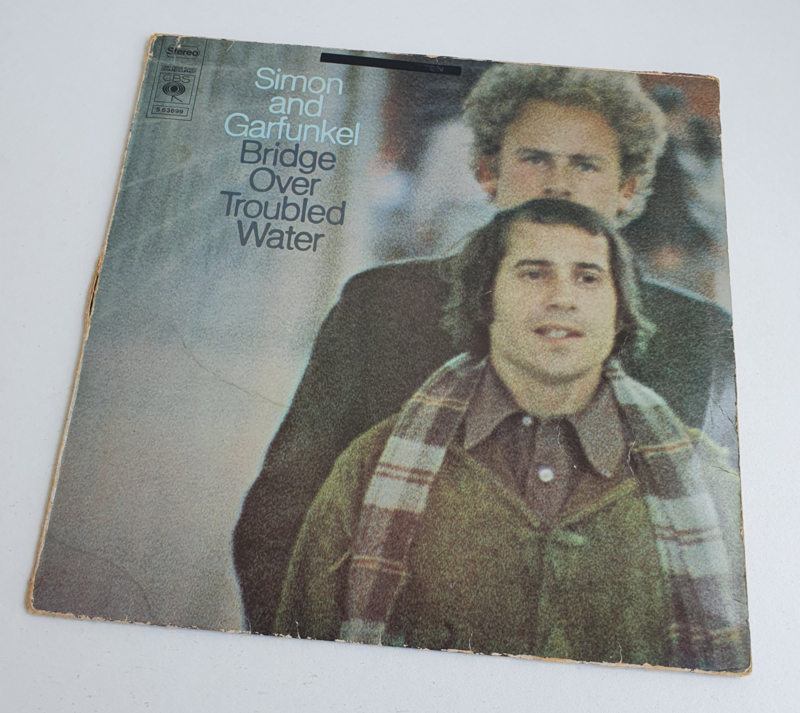 Stereo
CBS
S 63699
Simon
and
Garfunkel
Bridge
Over
Troubled
Water